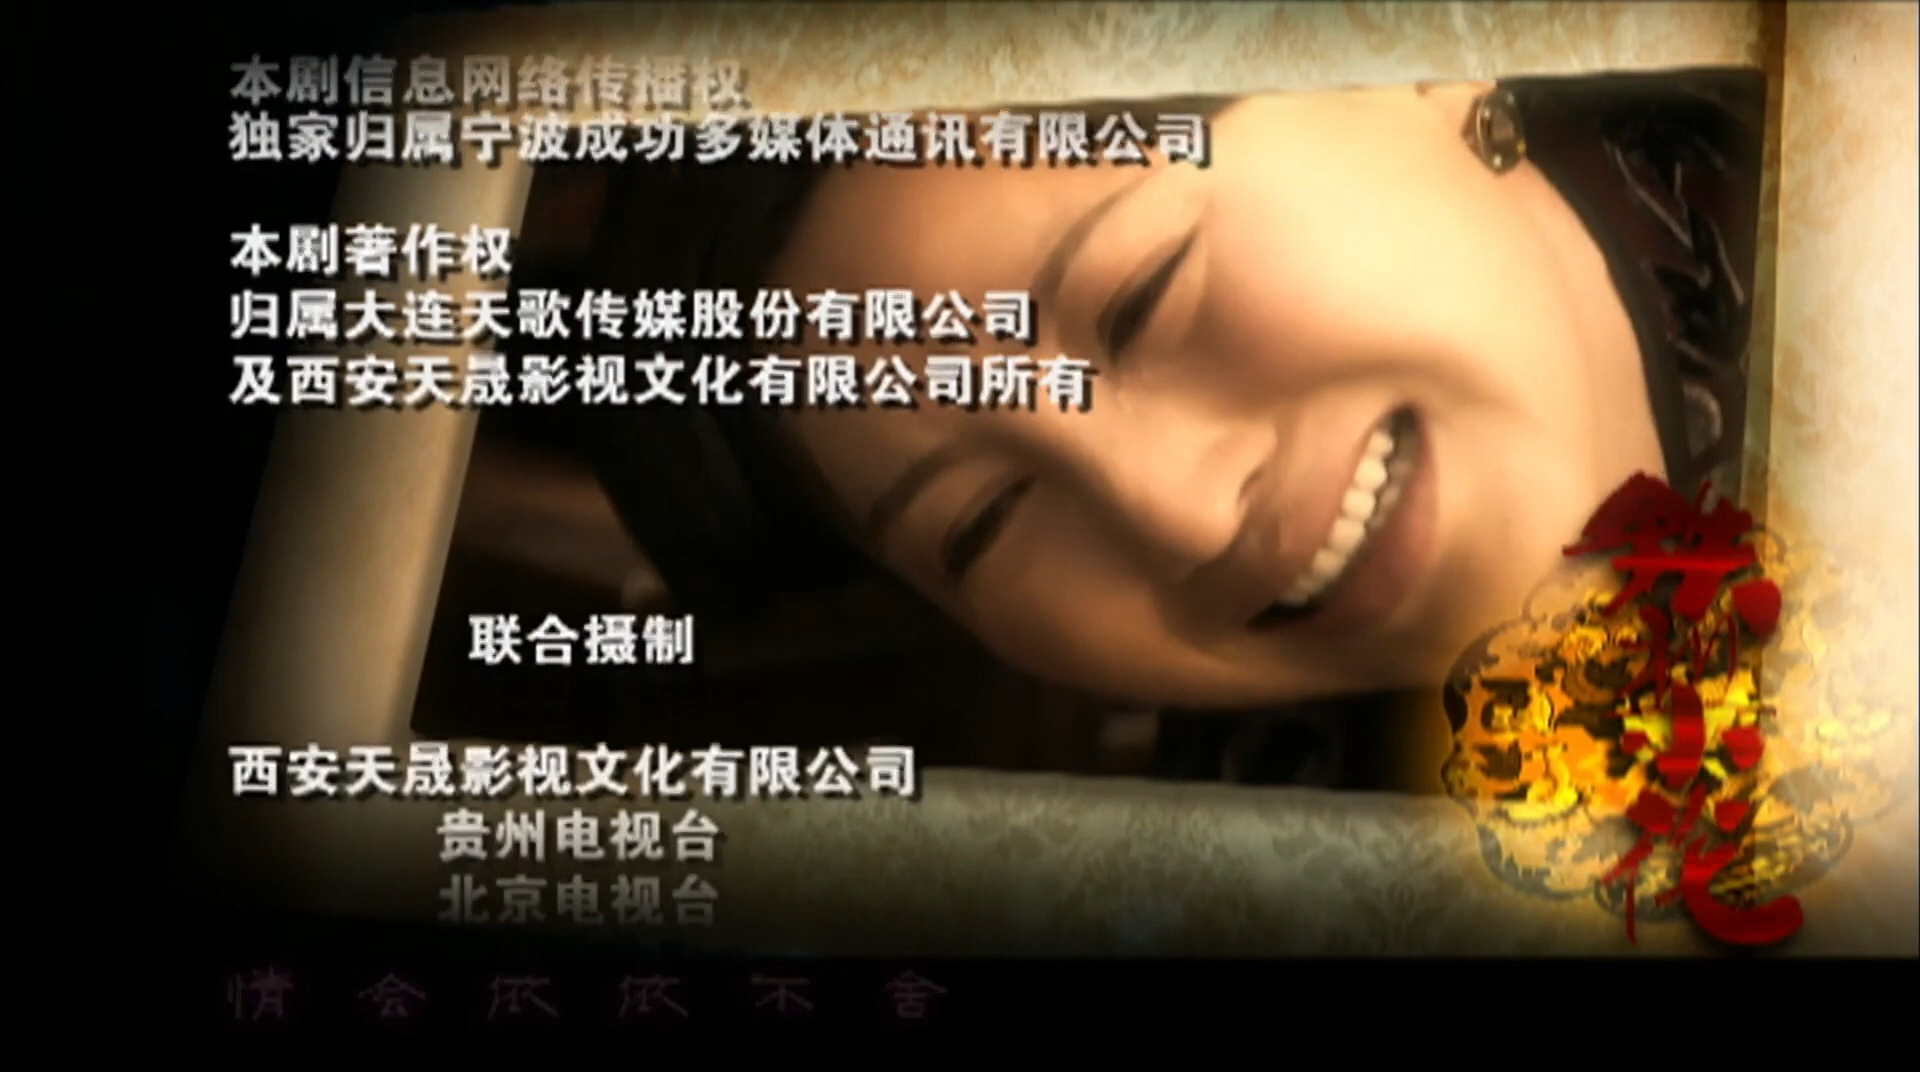 本剧信息网络传播权
独家归属宁波成功多媒体通讯有限公司
本剧著作权
归属大连天歌传媒股份有限公司
及西安天晟影视文化有限公司所有
联合摄制
西安天晟影视文化有限公司
贵州电视台
北京电视台
情会依依不舍